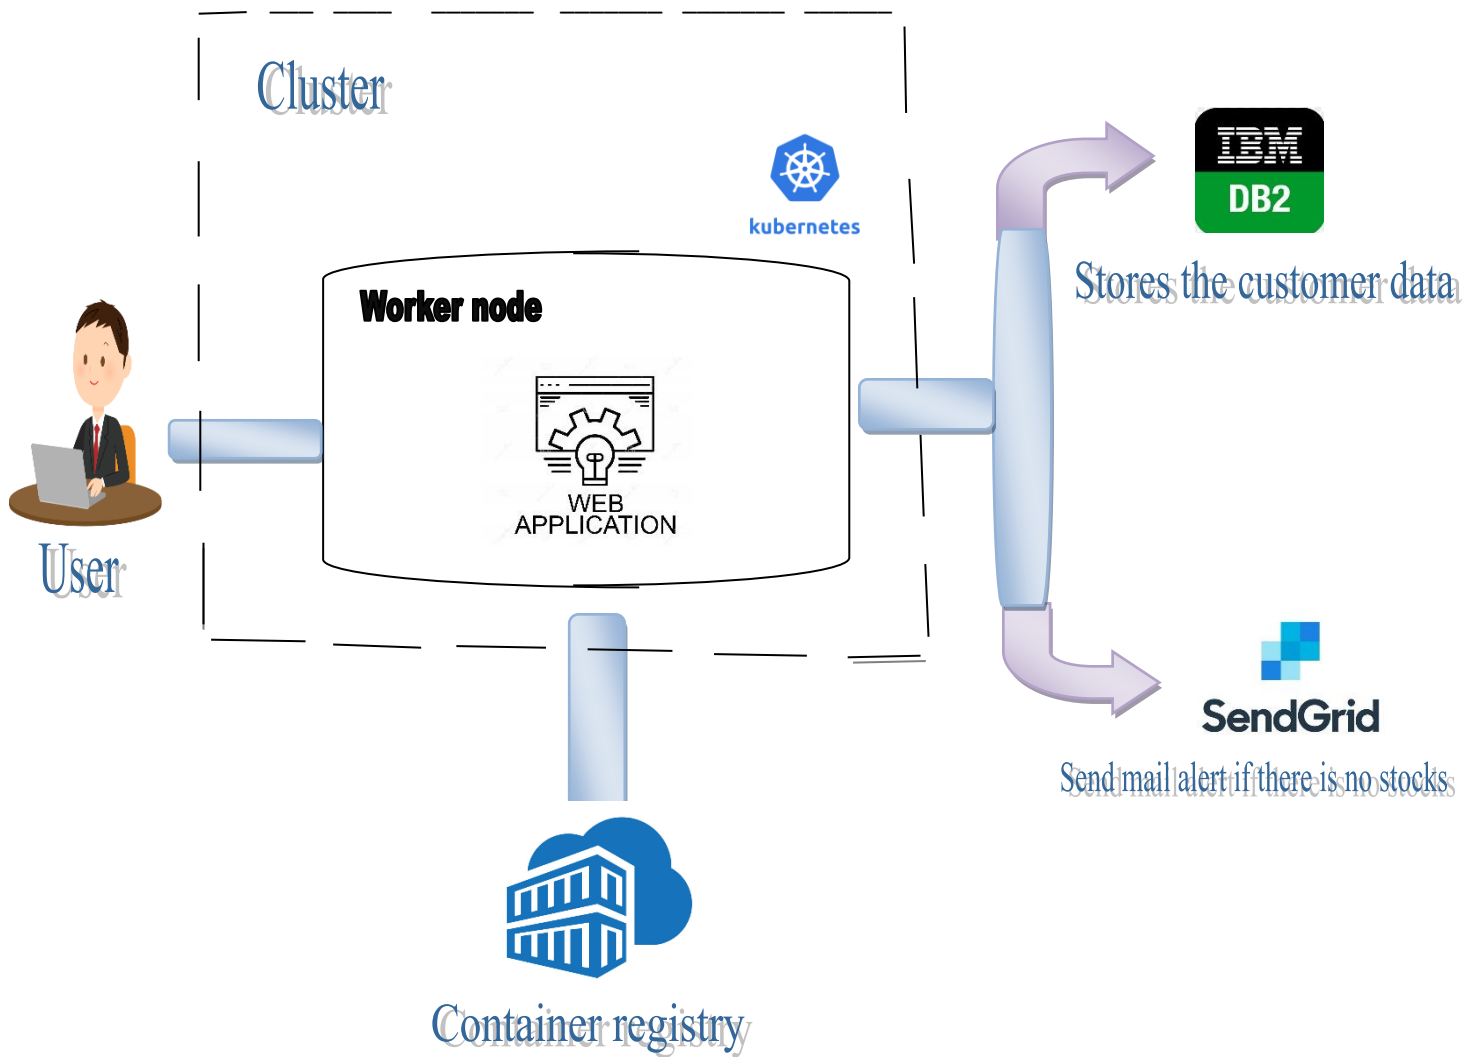 Cluster
kubernetes
IBM
DB2
Stores the customer data
Worker node
WEB
APPLICATION
User
SendGrid
Send mail alert if there is no stocks
Container registry